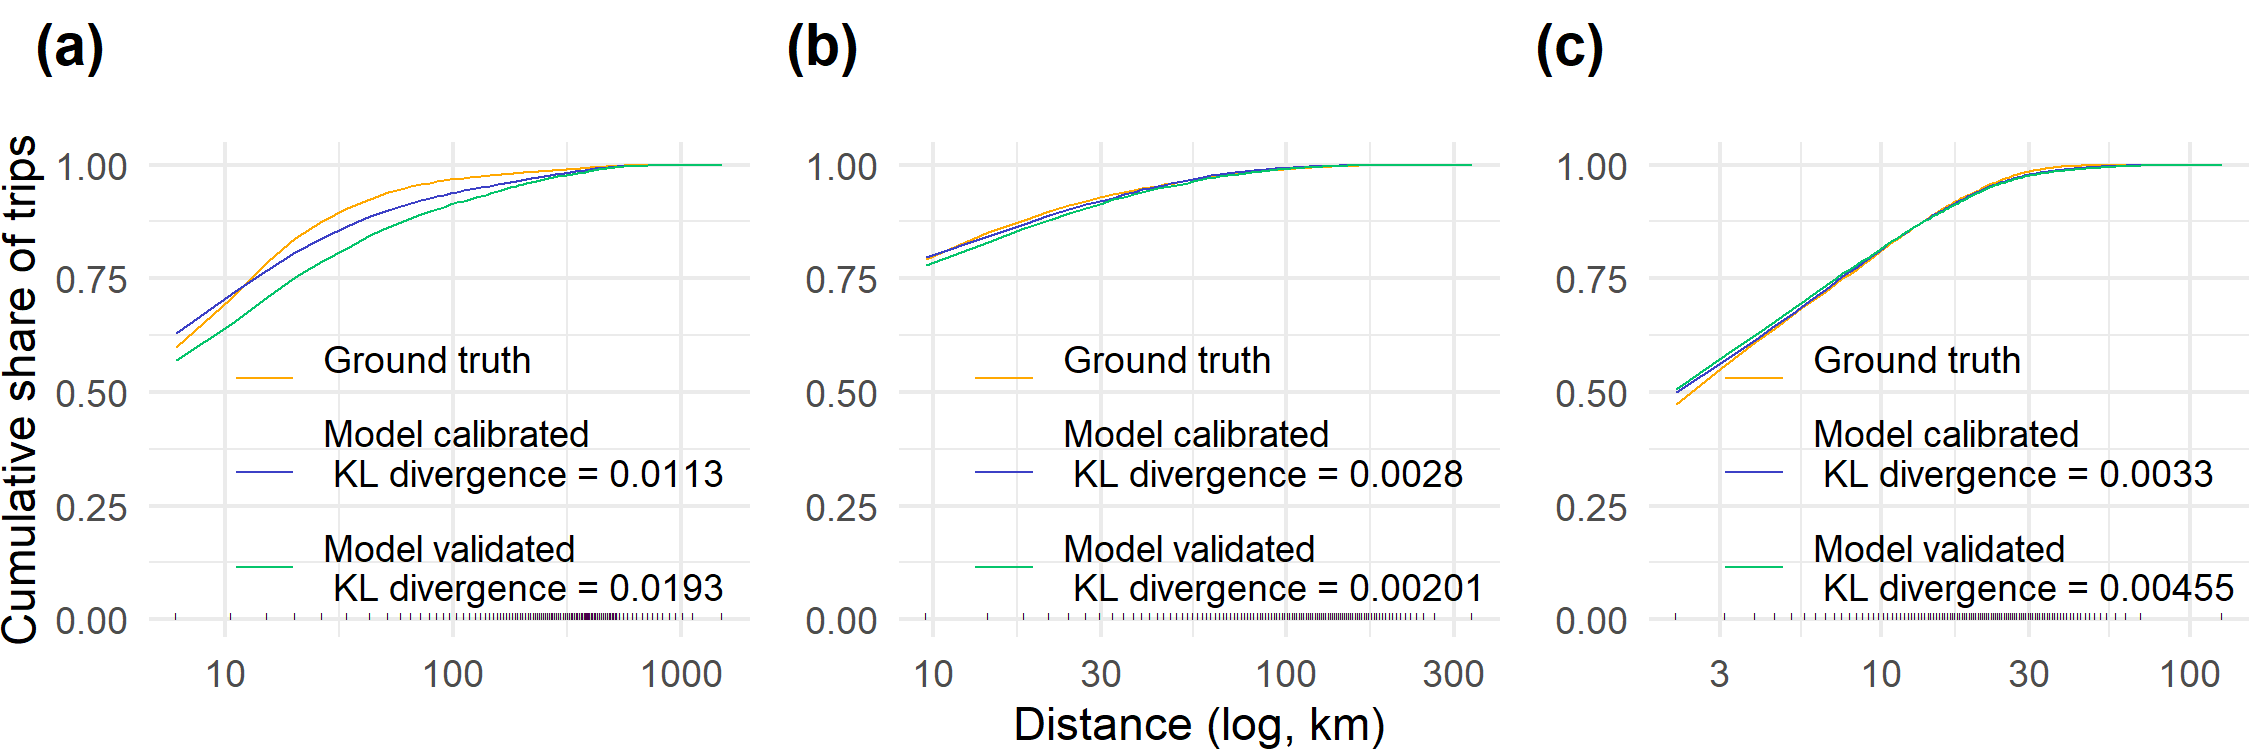 (a)
(b)
(c)
Cumulative share of trips
1.00
0.75
0.50
0.25
0.00
Ground truth
Model calibrated
KL divergence = 0.0113
Model validated
KL divergence = 0.0193
10
100
1000
1.00
0.75
0.50
0.25
0.00
Ground truth
Model calibrated
KL divergence = 0.0028
Model validated
KL divergence = 0.00201
10
30
100
300
1.00
0.75
0.50
0.25
0.00
Ground truth
Model calibrated
KL divergence = 0.0033
Model validated
KL divergence = 0.00455
3
10
30
100
Distance (log, km)